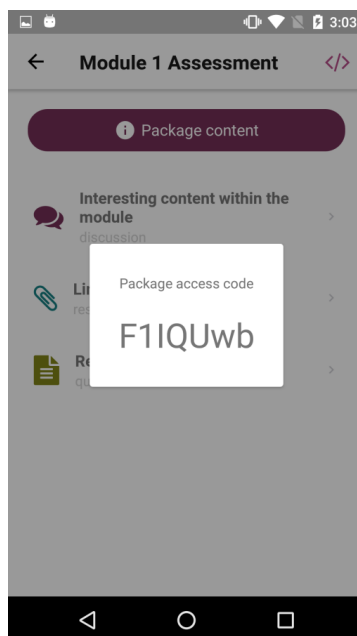 3:03
Module 1 Assessment
</>
Package content
Interesting content within the
module
discussion
Package access code
F1IQUwb